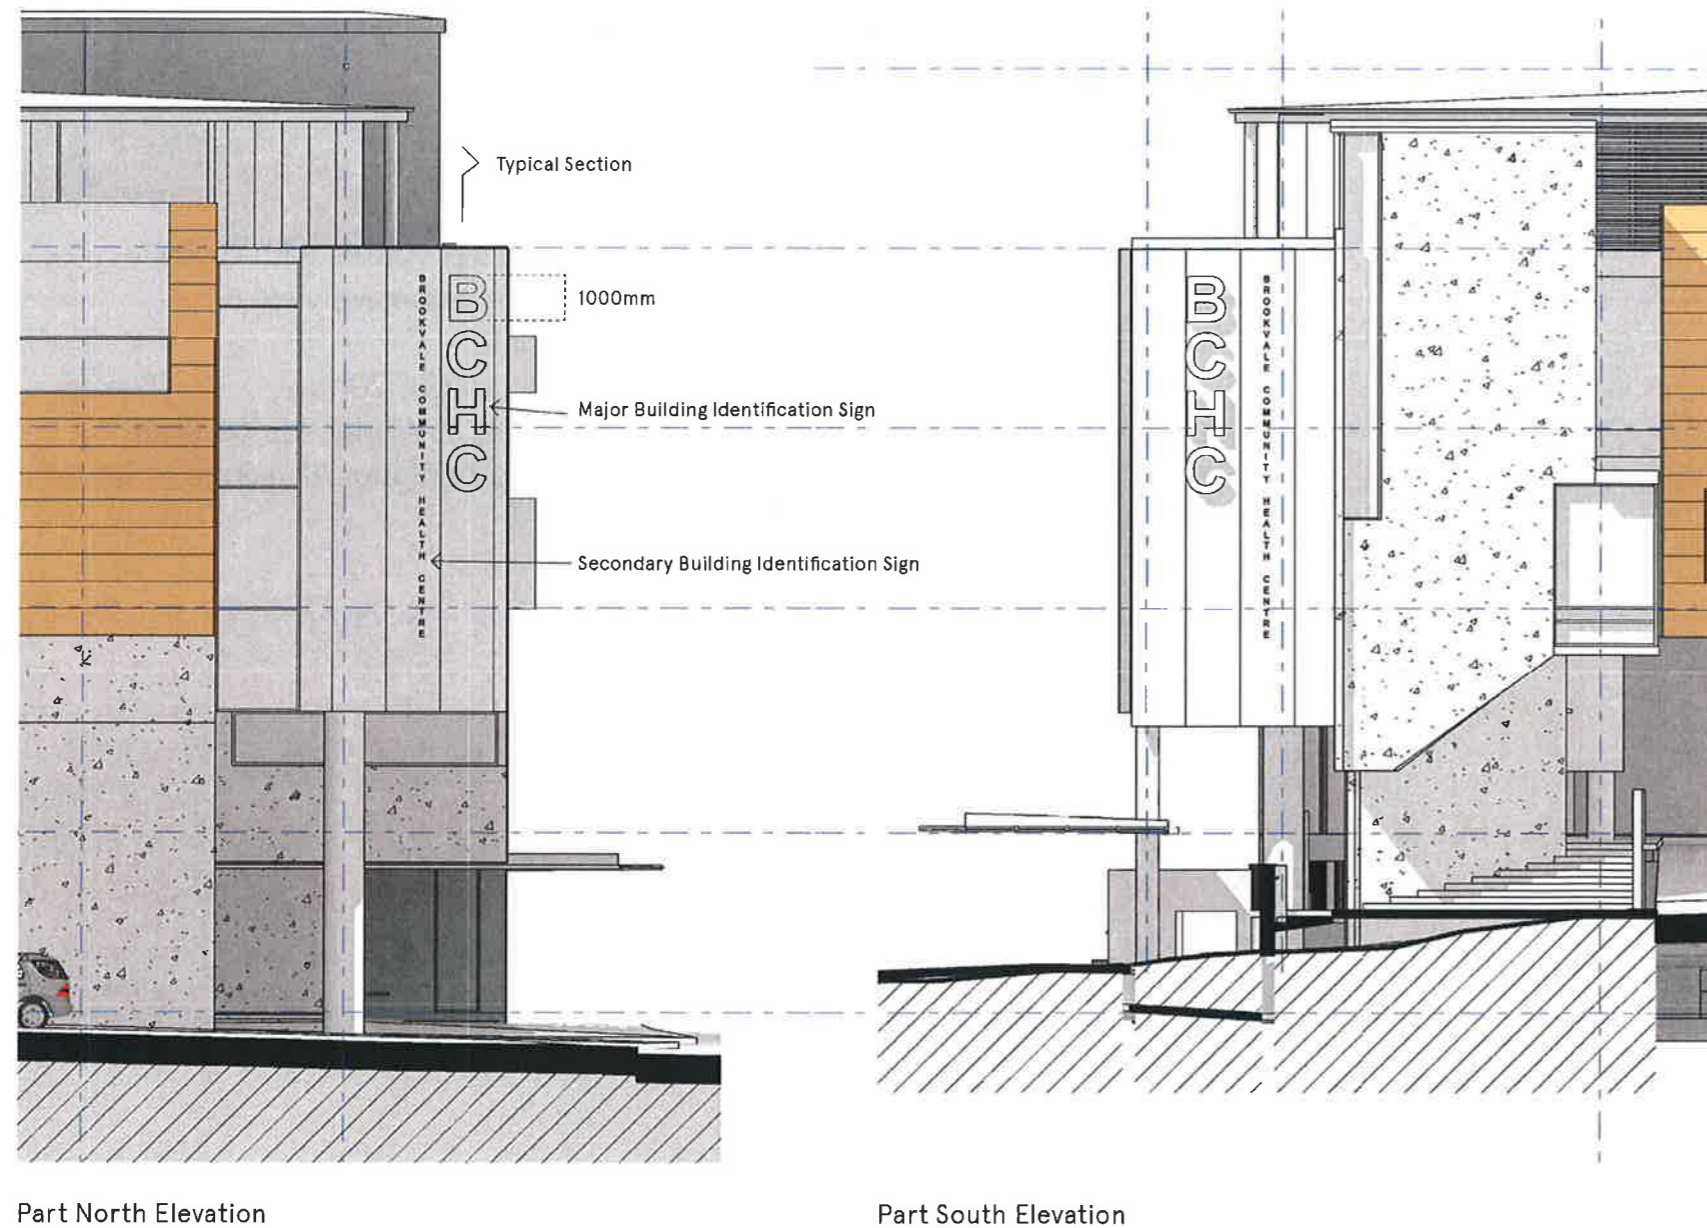 Typical Section
1000mm
BCHC
BROOKVALE COMMUNITY HEALTH CENTRE
Major Building Identification Sign
Secondary Building Identification Sign
BCHC
BROOKVALE COMMUNITY HEALTH CENTRE
Part North Elevation
Part South Elevation